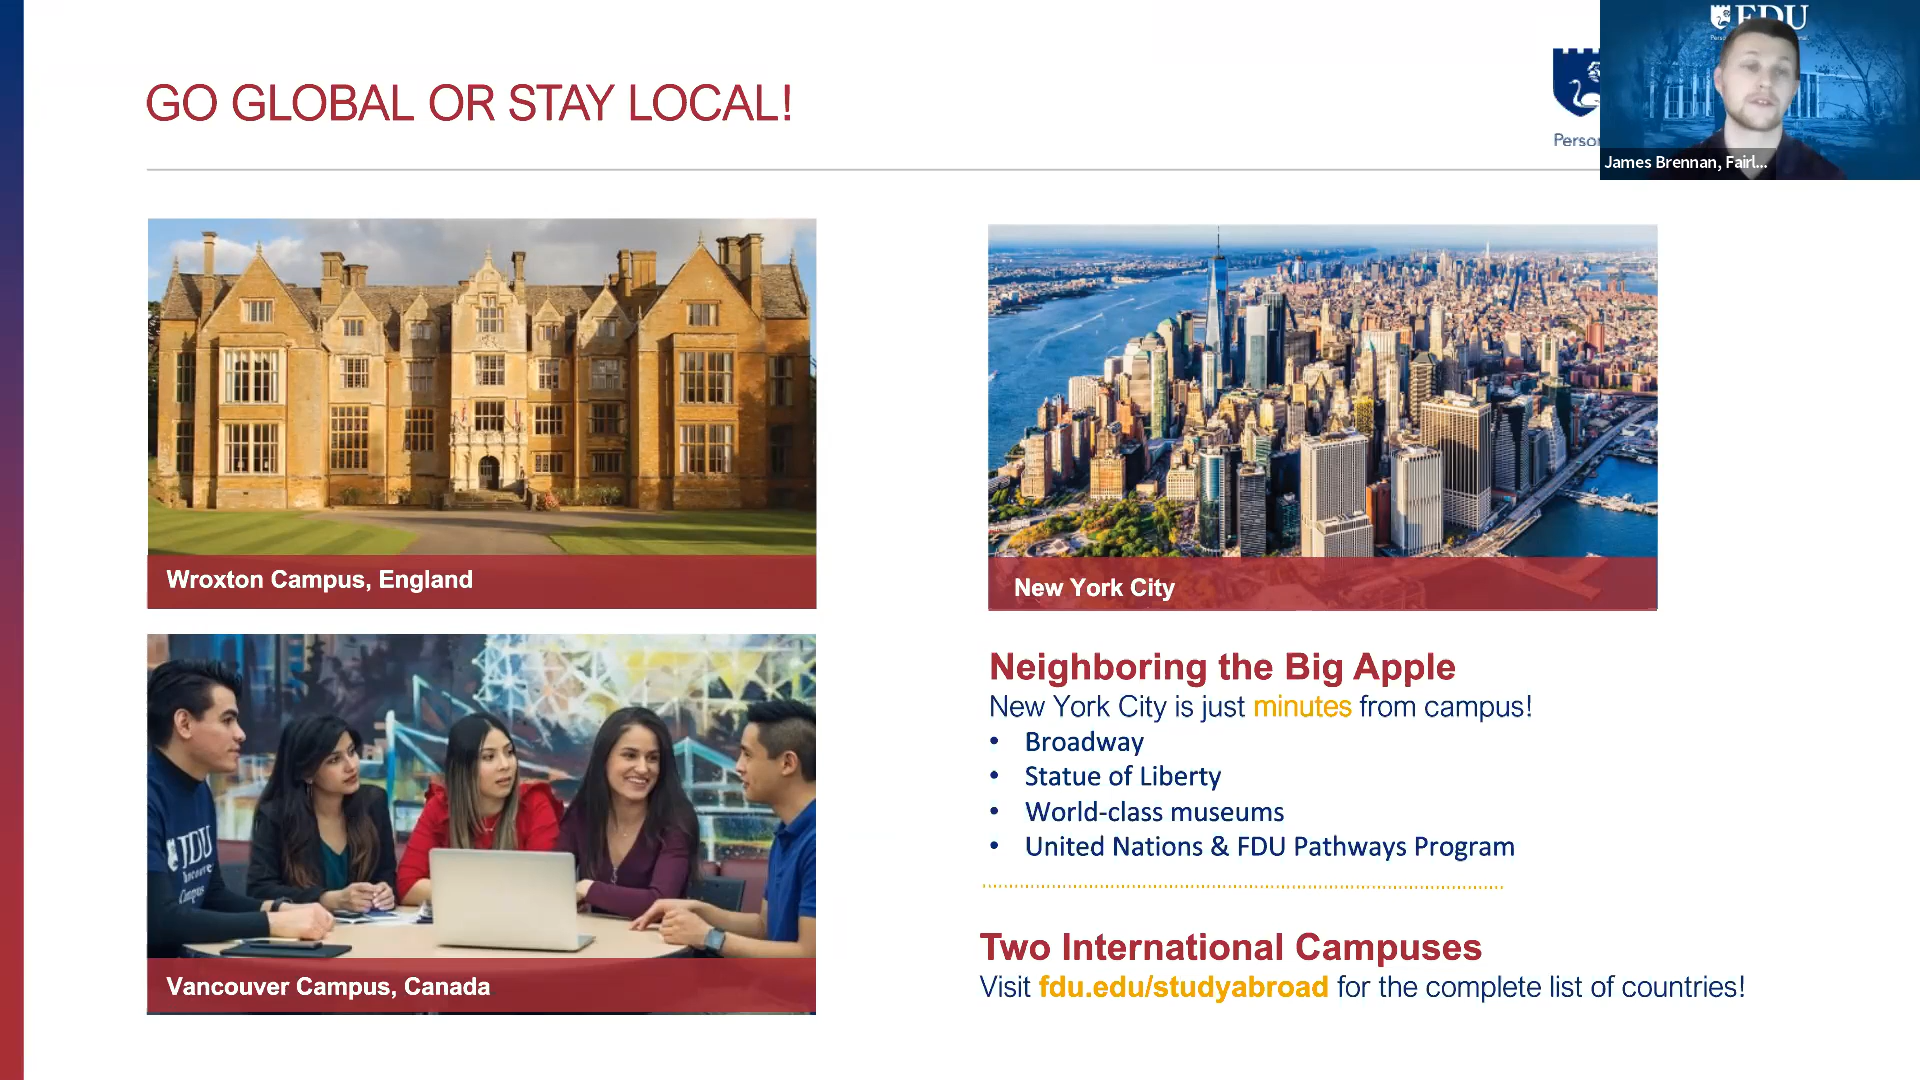 GO GLOBAL OR STAY LOCAL!
FDU
James Brennan, Fairl...
Wroxton Campus, England
New York City
Neighboring the Big Apple
New York City is just minutes from campus!
• Broadway
• Statue of Liberty
• World-class museums
• United Nations & FDU Pathways Program
FDU
Campus
Vancouver Campus, Canada
Two International Campuses
Visit fdu.edu/studyabroad for the complete list of countries!